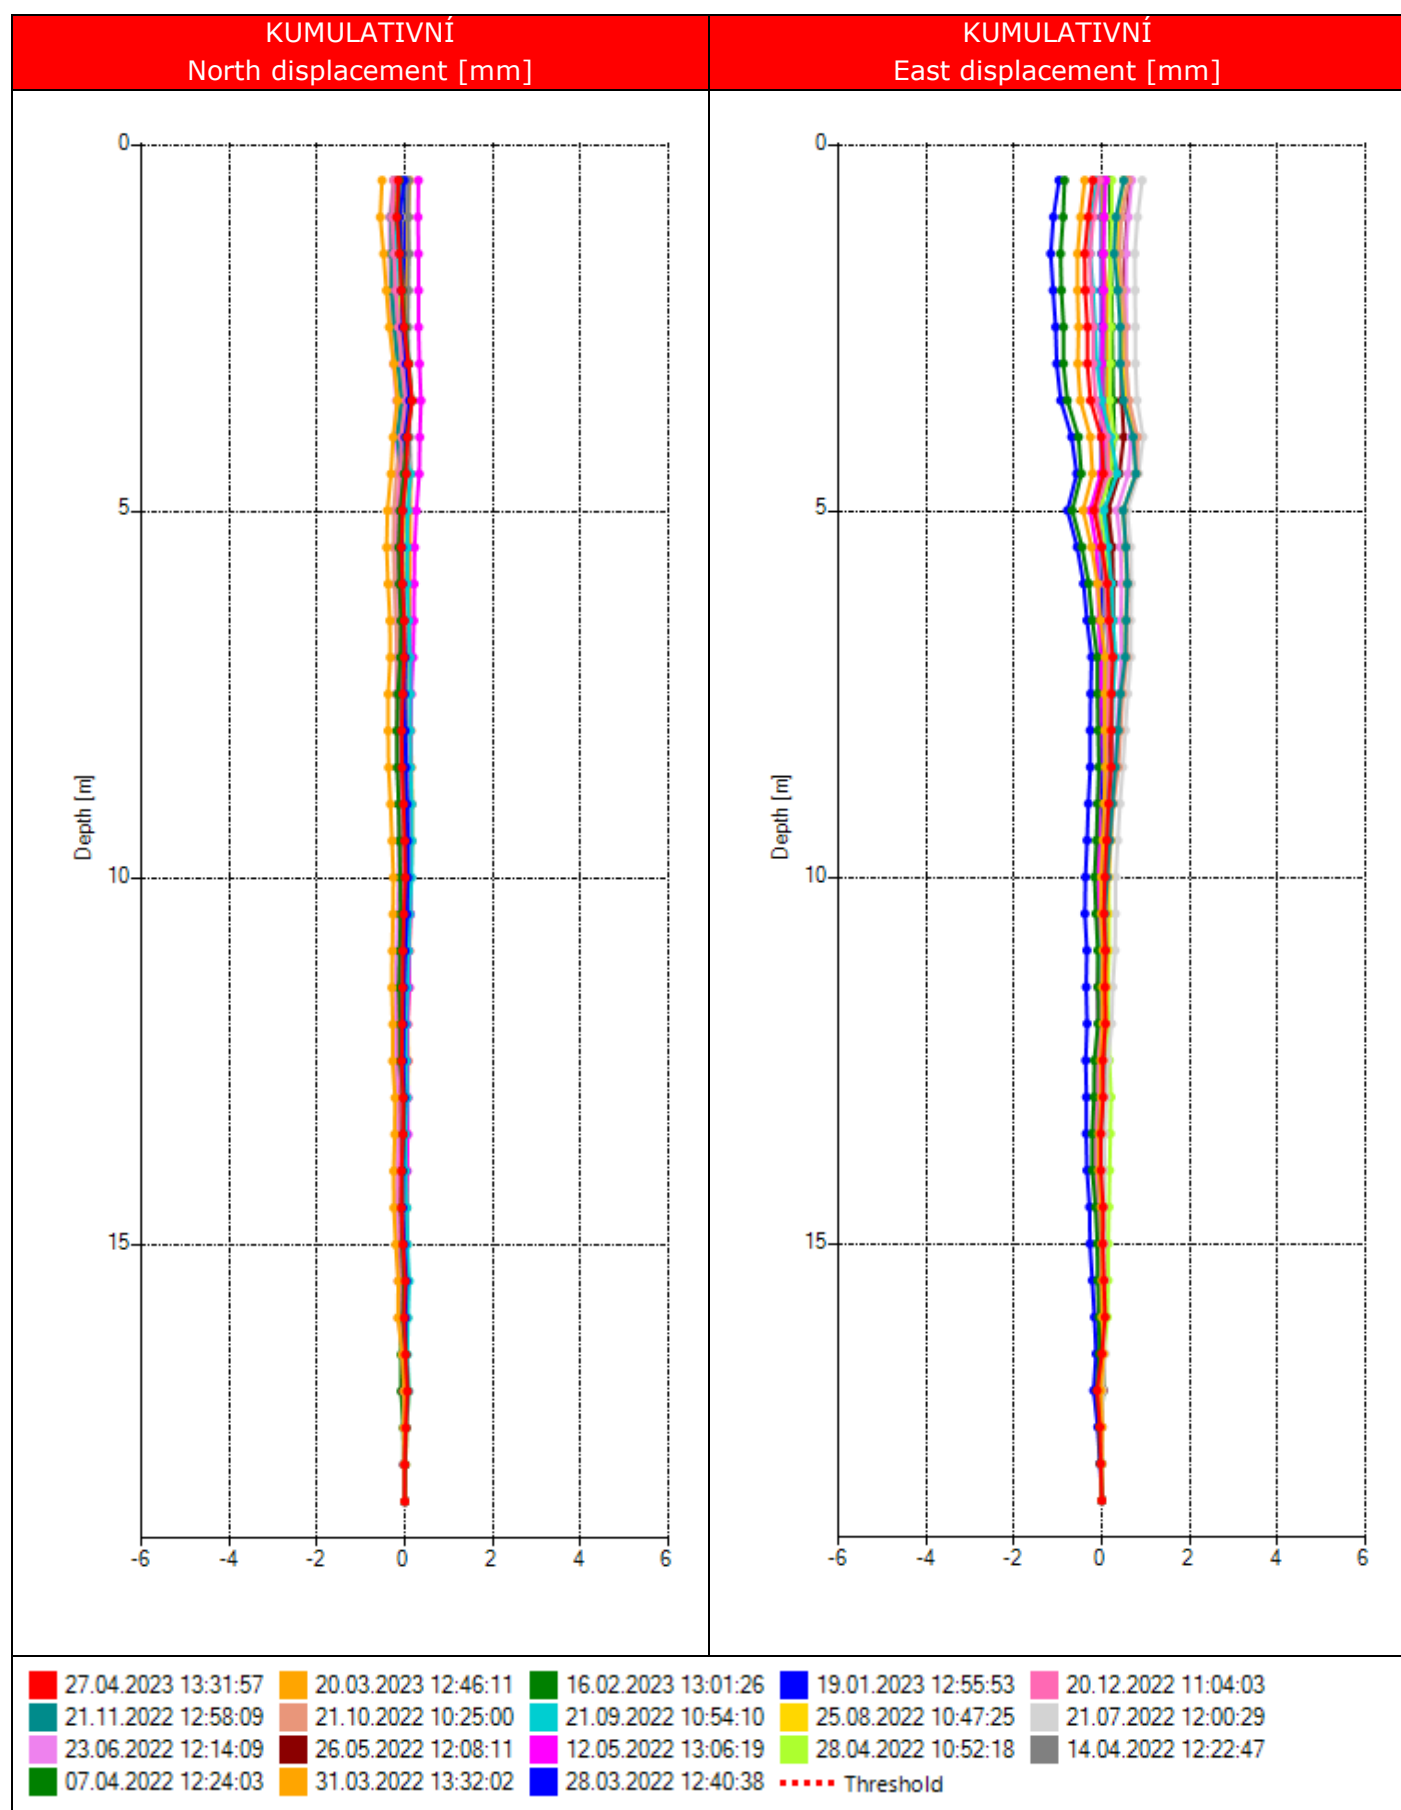 KUMULATIVNÍ
North displacement [mm]
KUMULATIVNÍ
East displacement [mm]
0
5
10
15
Depth [m]
-6 -4 -2 0 2 4 6
0
5
10
15
Depth [m]
-6 -4 -2 0 2 4 6
27.04.2023 13:31:57 20.03.2023 12:46:11 16.02.2023 13:01:26 19.01.2023 12:55:53 20.12.2022 11:04:03
21.11.2022 12:58:09 21.10.2022 10:25:00 21.09.2022 10:54:10 25.08.2022 10:47:25 21.07.2022 12:00:29
23.06.2022 12:14:09 26.05.2022 12:08:11 12.05.2022 13:06:19 28.04.2022 10:52:18 14.04.2022 12:22:47
07.04.2022 12:24:03 31.03.2022 13:32:02 28.03.2022 12:40:38 Threshold